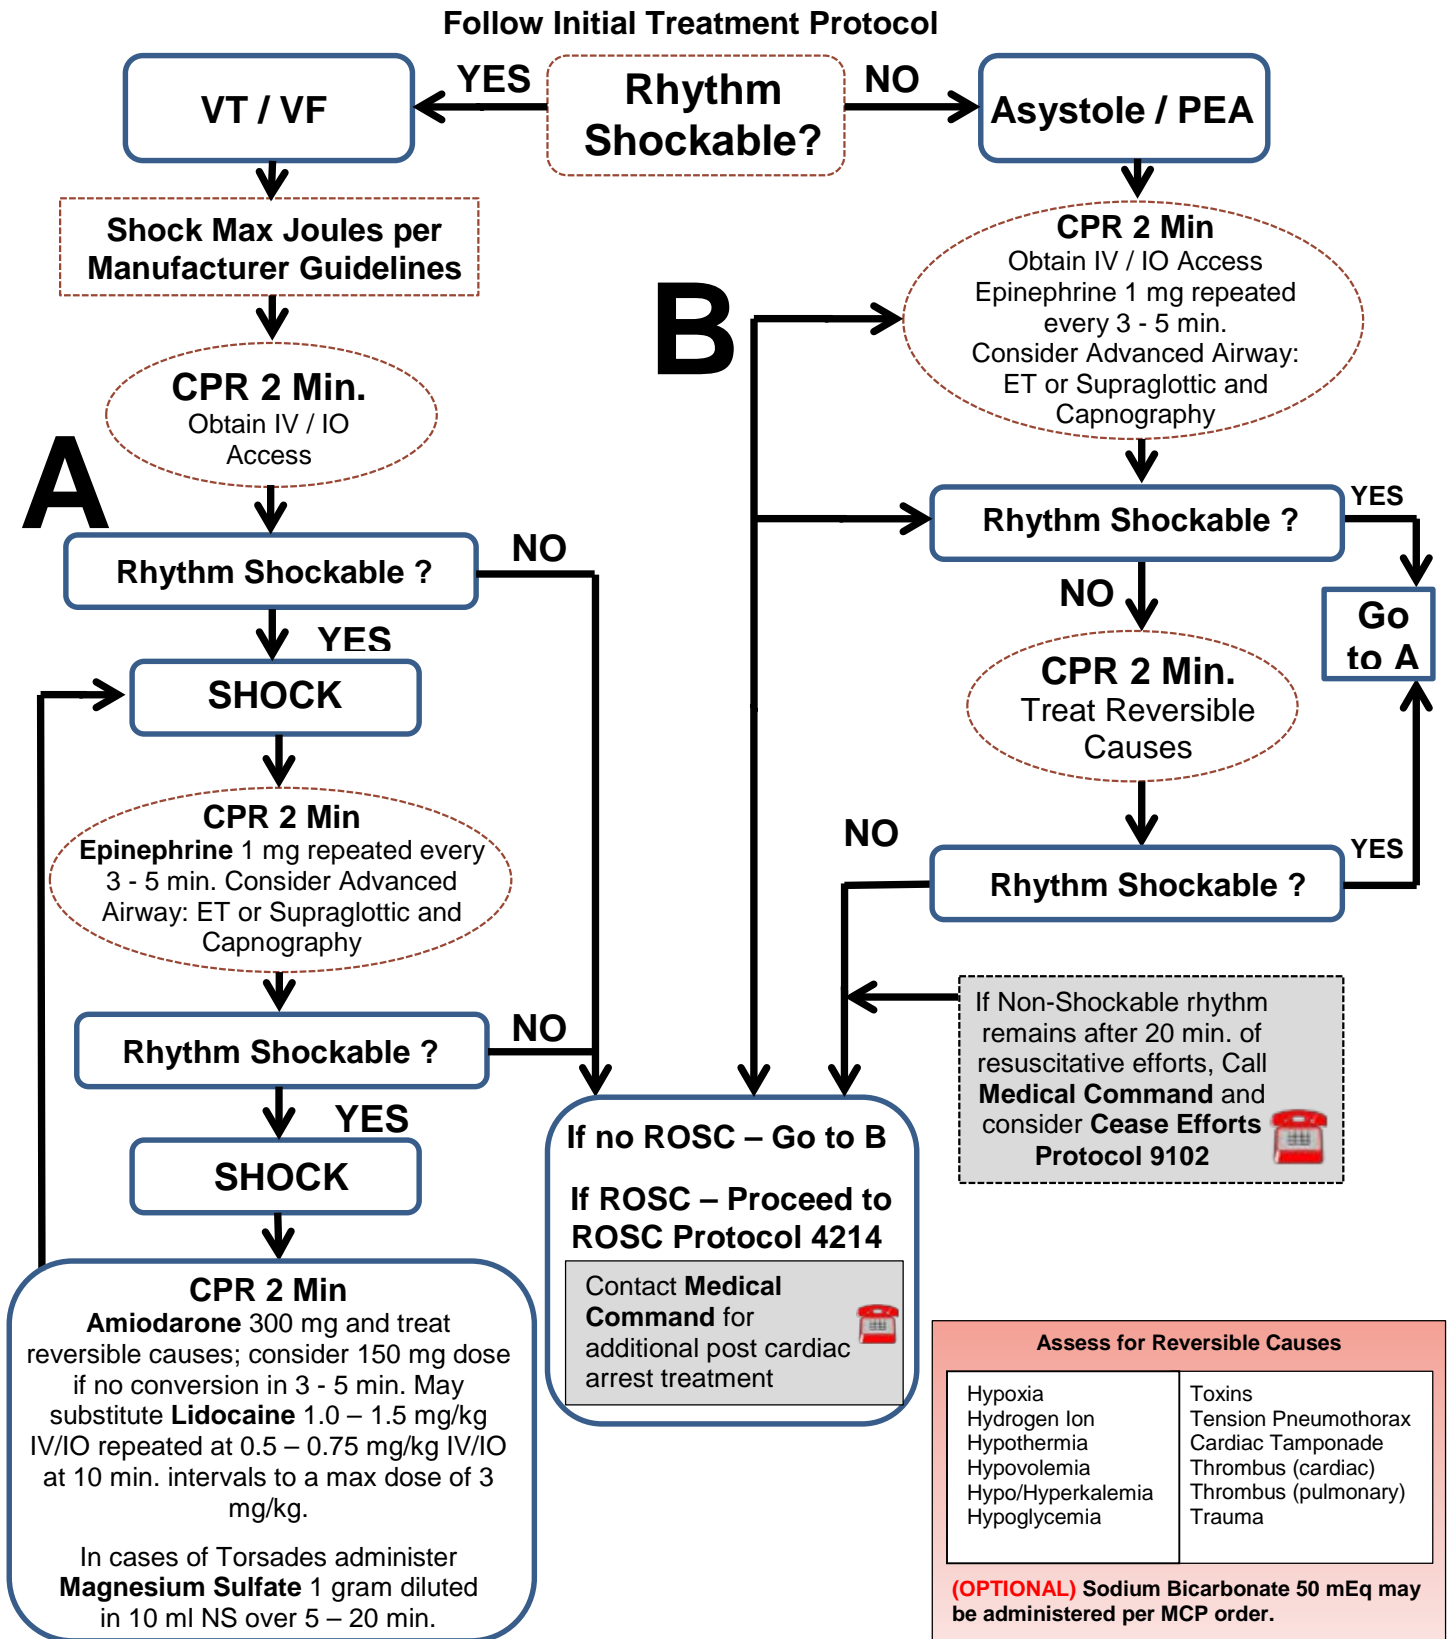 Follow Initial Treatment Protocol
Rhythm
Shockable?
YES
NO
VT / VF
Shock Max Joules per
Manufacturer Guidelines
CPR 2 Min.
Obtain IV / IO
Access
A
Rhythm Shockable ?
NO
YES
SHOCK
CPR 2 Min
Epinephrine 1 mg repeated every
3 - 5 min. Consider Advanced
Airway: ET or Supraglottic and
Capnography
Rhythm Shockable ?
NO
YES
SHOCK
CPR 2 Min
Amiodarone 300 mg and treat
reversible causes; consider 150 mg dose
if no conversion in 3 - 5 min. May
substitute Lidocaine 1.0 – 1.5 mg/kg
IV/IO repeated at 0.5 – 0.75 mg/kg IV/IO
at 10 min. intervals to a max dose of 3
mg/kg.
In cases of Torsades administer
Magnesium Sulfate 1 gram diluted
in 10 ml NS over 5 – 20 min.
Asystole / PEA
B
CPR 2 Min
Obtain IV / IO Access
Epinephrine 1 mg repeated
every 3 - 5 min.
Consider Advanced Airway:
ET or Supraglottic and
Capnography
Rhythm Shockable ?
YES
NO
Go
to A
CPR 2 Min.
Treat Reversible
Causes
NO
Rhythm Shockable ?
YES
If Non-Shockable rhythm
remains after 20 min. of
resuscitative efforts, Call
Medical Command and
consider Cease Efforts
Protocol 9102
If no ROSC – Go to B
If ROSC – Proceed to
ROSC Protocol 4214
Contact Medical
Command for
additional post cardiac
arrest treatment
Assess for Reversible Causes
Hypoxia
Hydrogen Ion
Hypothermia
Hypovolemia
Hypo/Hyperkalemia
Hypoglycemia
Toxins
Tension Pneumothorax
Cardiac Tamponade
Thrombus (cardiac)
Thrombus (pulmonary)
Trauma
(OPTIONAL) Sodium Bicarbonate 50 mEq may
be administered per MCP order.